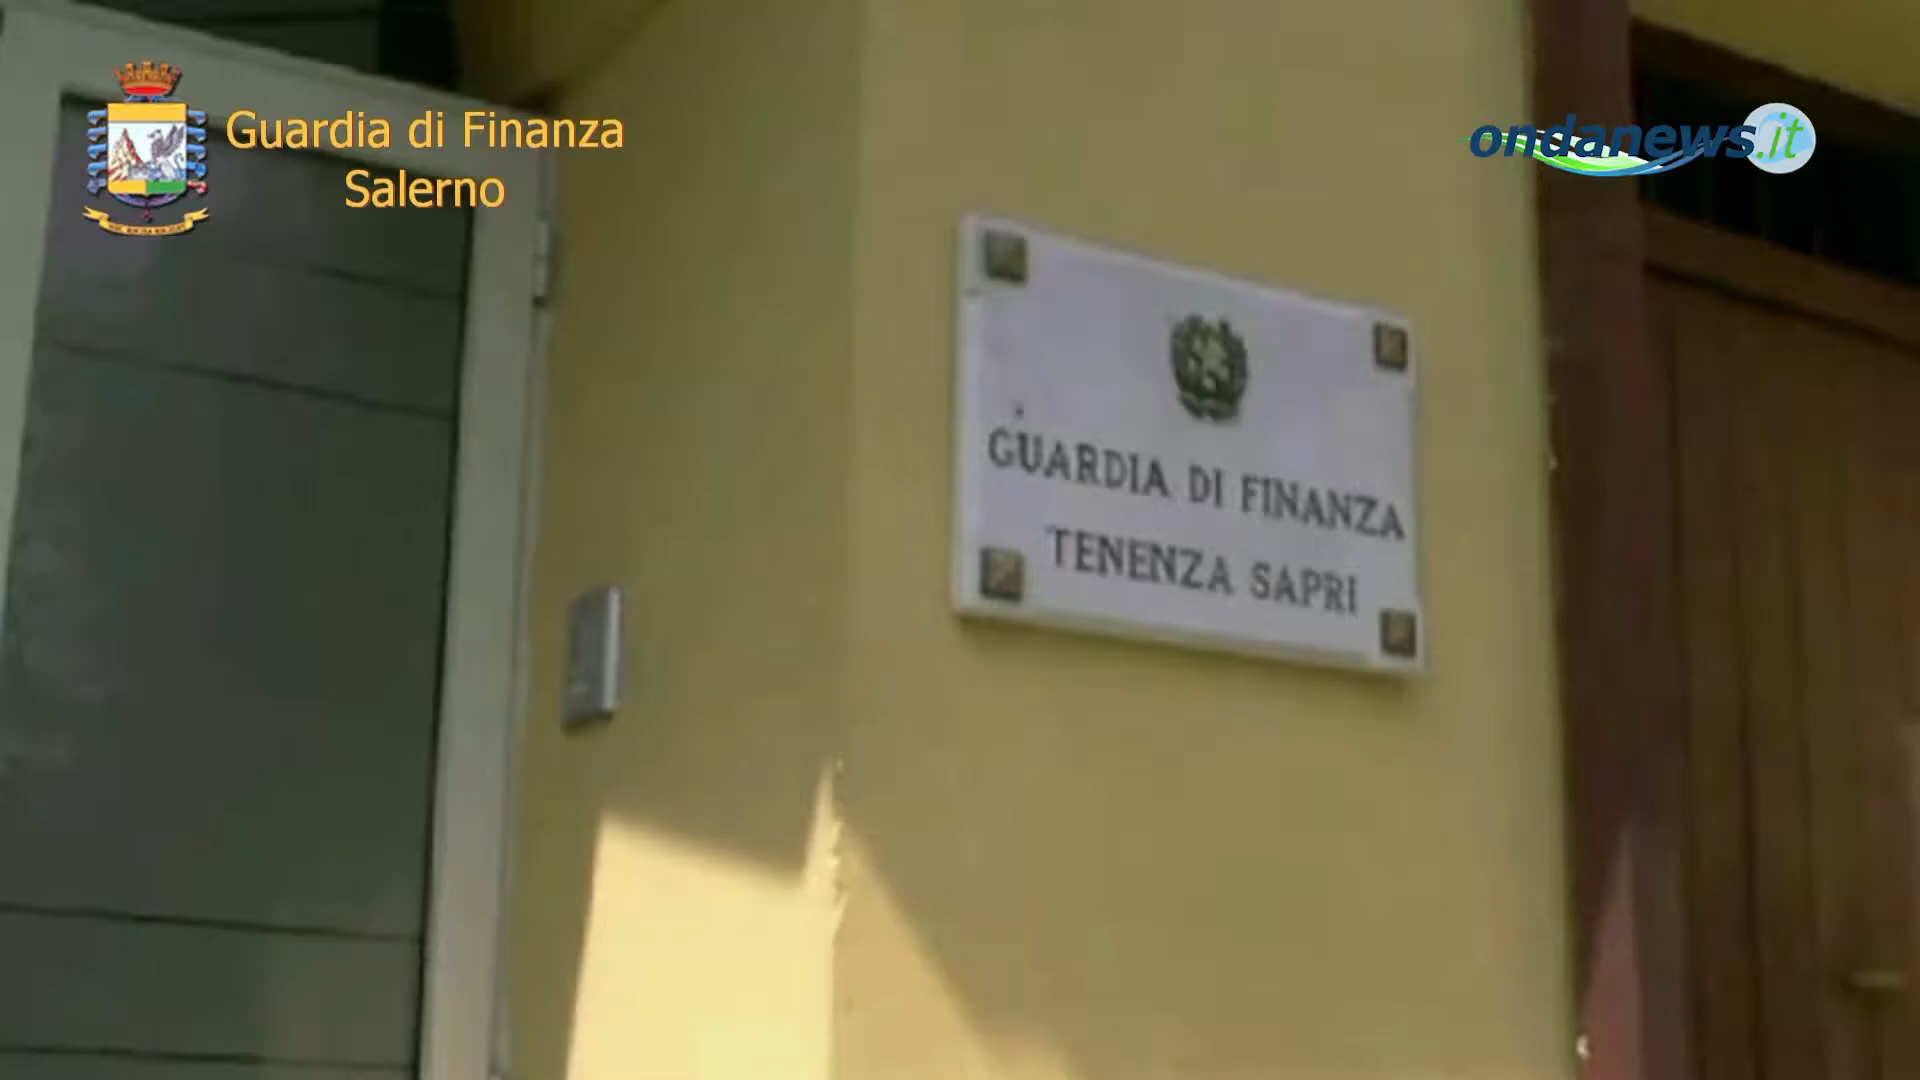 Guardia di Finanza
Salerno
ondanews.it
GUARDIA DI FINANZA
TENENZA SAPRI